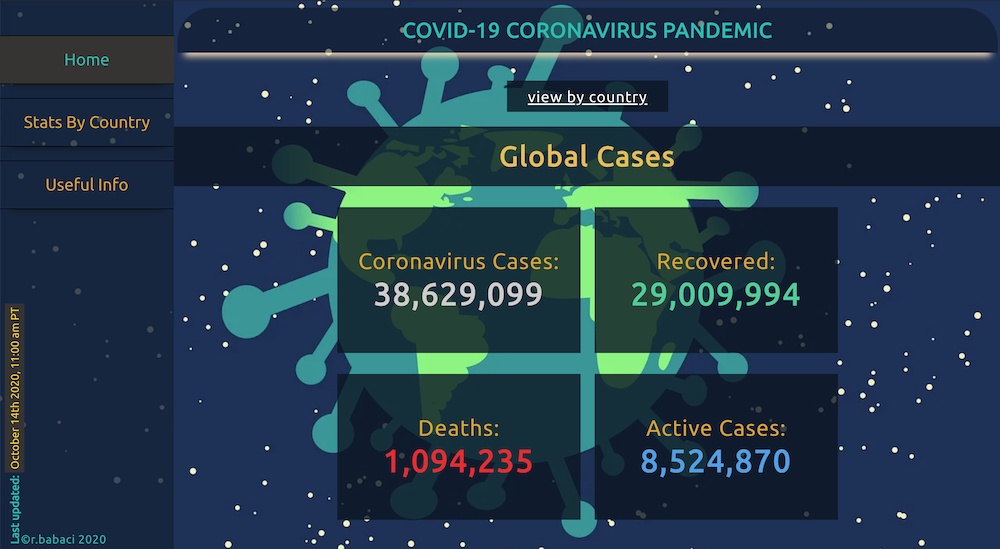 COVID-19 CORONAVIRUS PANDEMIC
Home
Stats By Country
Useful Info
view by country
Global Cases
Coronavirus Cases:
38,629,099
Recovered:
29,009,994
Deaths:
1,094,235
Active Cases:
8,524,870
Last updated: October 14th 2020, 11:00 am PT
©r.babaci 2020